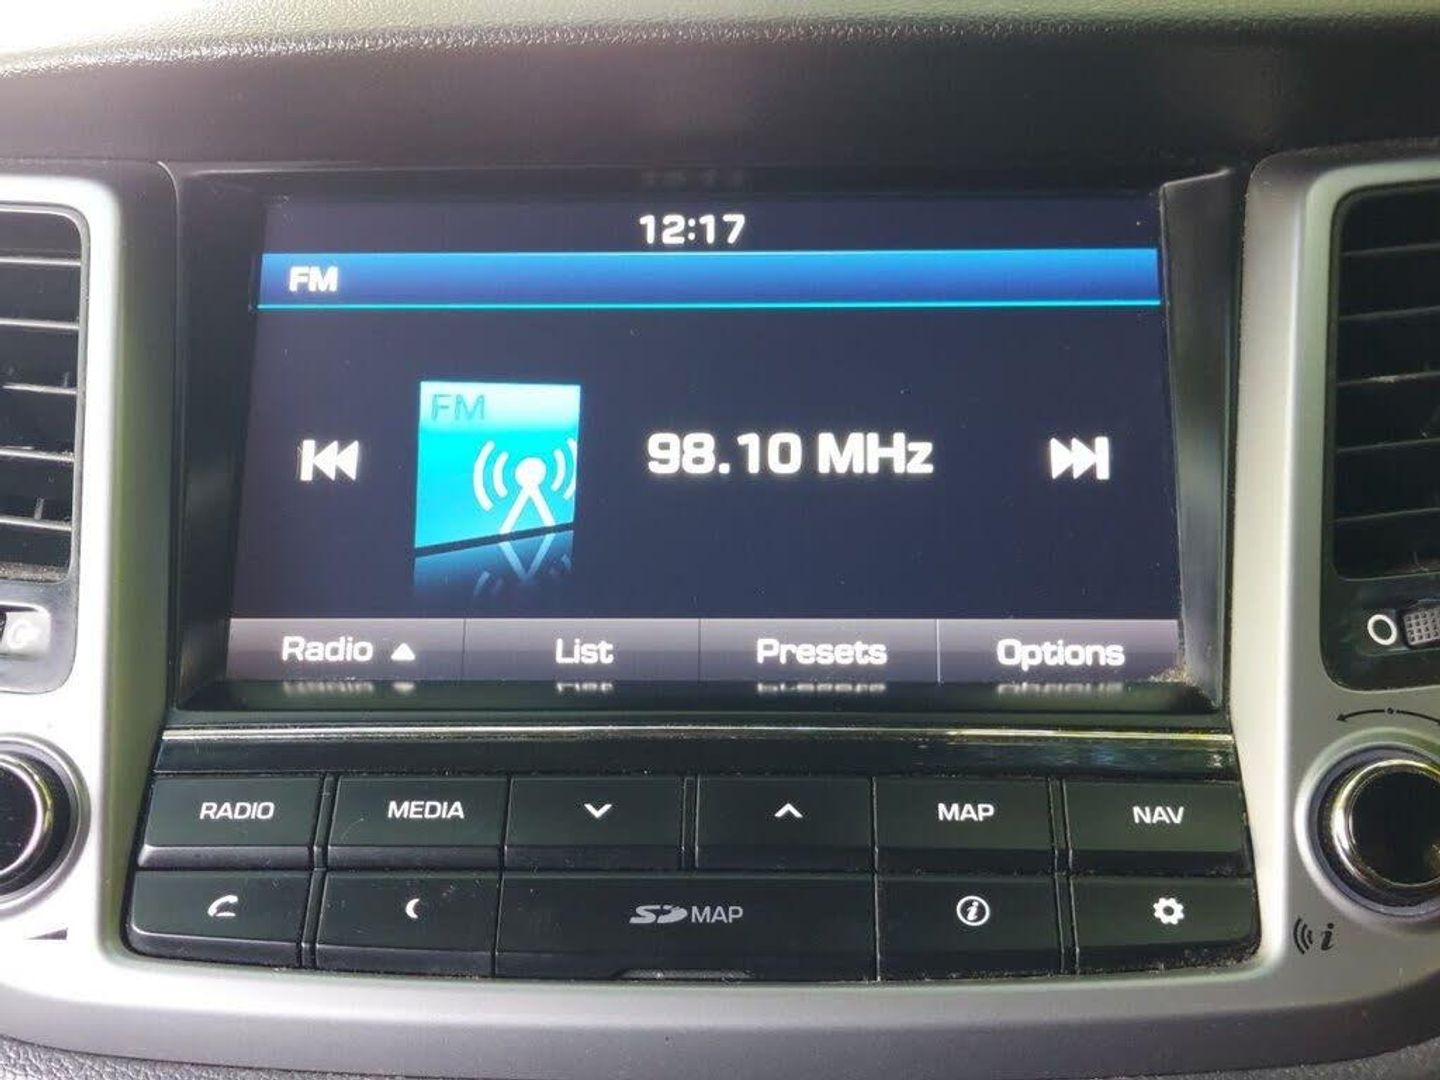 12:17
FM
FM
98.10 MHz
Radio ▲ List Presets Options
RADIO MEDIA MAP NAV
SD MAP i
i